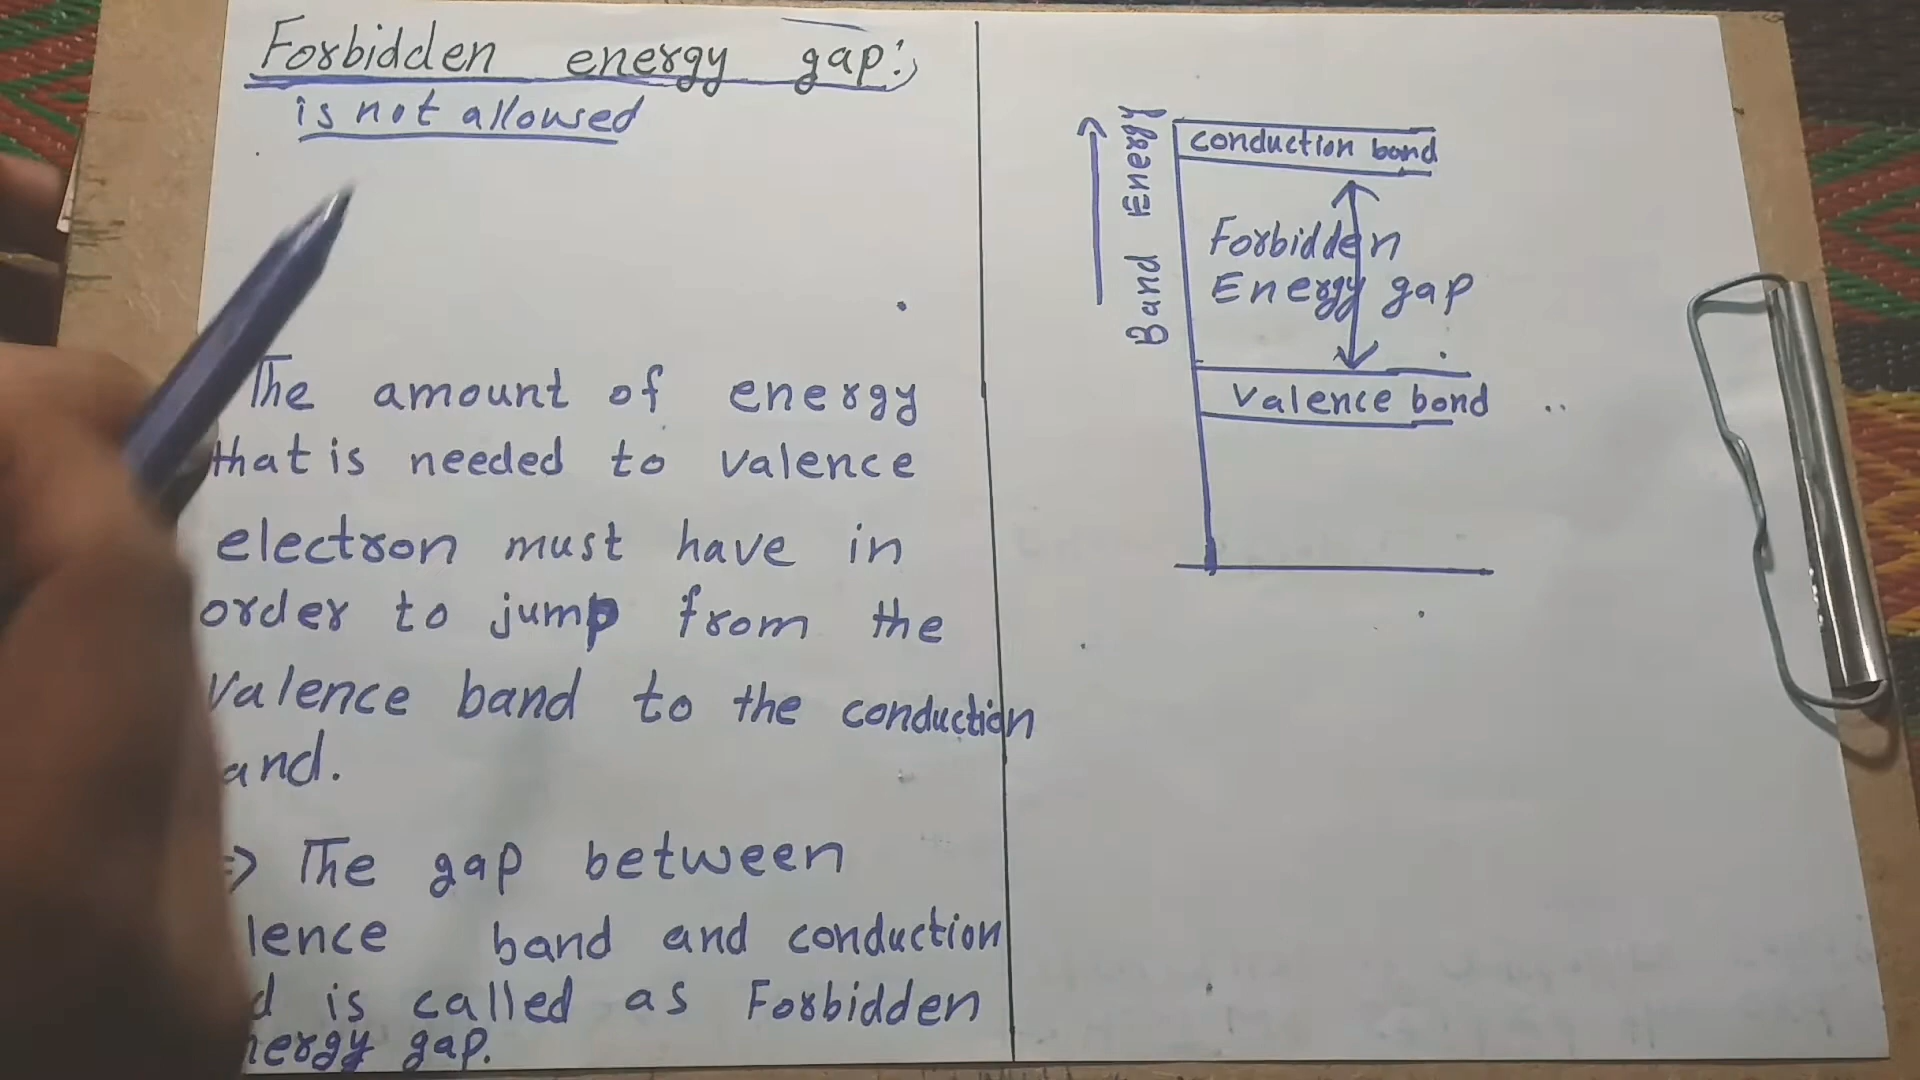 Forbidden energy gap:
is not alloused
The amount of energy
that is needed to valence
electron must have in
order to jump from the
valence band to the conduction
and.
=> The gap between
lence band and conduction
d is called as Forbidden
nergy gap.
Band Energy
conduction bond
Forbidden
Energy gap
Valence bond